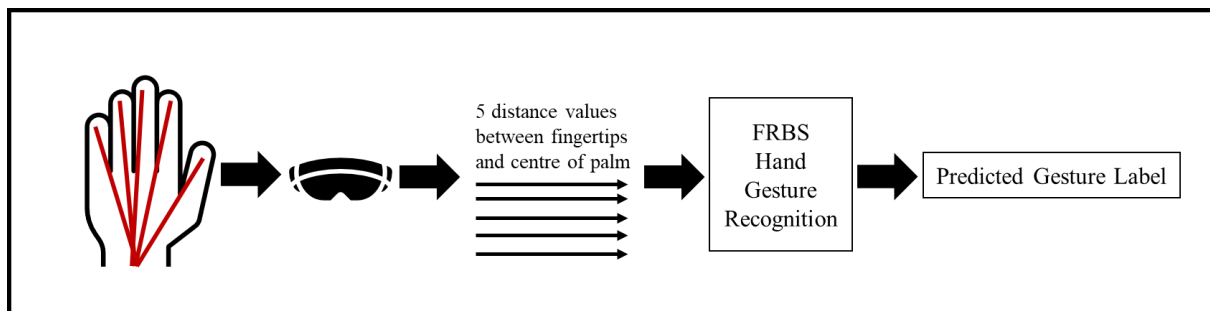 5 distance values
between fingertips
and centre of palm
FRBS
Hand
Gesture
Recognition
Predicted Gesture Label